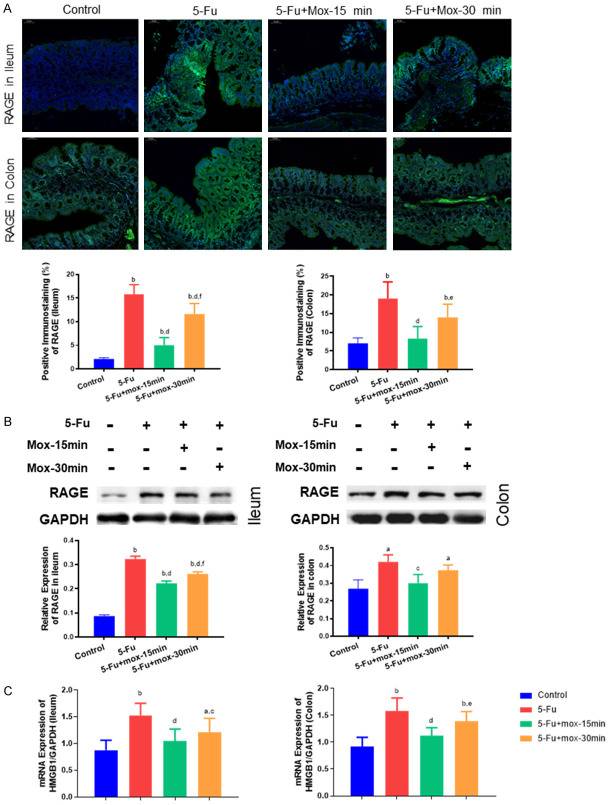 A
Control
5-Fu
5-Fu+Mox-15 min
5-Fu+Mox-30 min
RAGE in Ileum
RAGE in Colon
Positive Immunostaining (%)
of RAGE (Ileum)
20
15
10
5
0
b
b,d
b,d,f
Control
5-Fu
5-Fu+mox-15min
5-Fu+mox-30min
Positive Immunostaining (%)
of RAGE (Colon)
25
20
15
10
5
0
b
d
b,e
Control
5-Fu
5-Fu+mox-15min
5-Fu+mox-30min
B
5-Fu - + + +
Mox-15min - - + -
Mox-30min - - - +
RAGE
GAPDH
Ileum
5-Fu - + + +
Mox-15min - - + -
Mox-30min - - - +
RAGE
GAPDH
Colon
Relative Expression
of RAGE in ileum
0.4
0.3
0.2
0.1
0.0
b
b,d
b,d,f
Control
5-Fu
5-Fu+mox-15min
5-Fu+mox-30min
Relative Expression
of RAGE in colon
0.5
0.4
0.3
0.2
0.1
0.0
a
c
a
Control
5-Fu
5-Fu+mox-15min
5-Fu+mox-30min
C
mRNA Expression of
HMGB1/GAPDH (Ileum)
2.0
1.5
1.0
0.5
0.0
b
d
a,c
mRNA Expression of
HMGB1/GAPDH (Colon)
2.0
1.5
1.0
0.5
0.0
b
d
b,e
Control
5-Fu
5-Fu+mox-15min
5-Fu+mox-30min